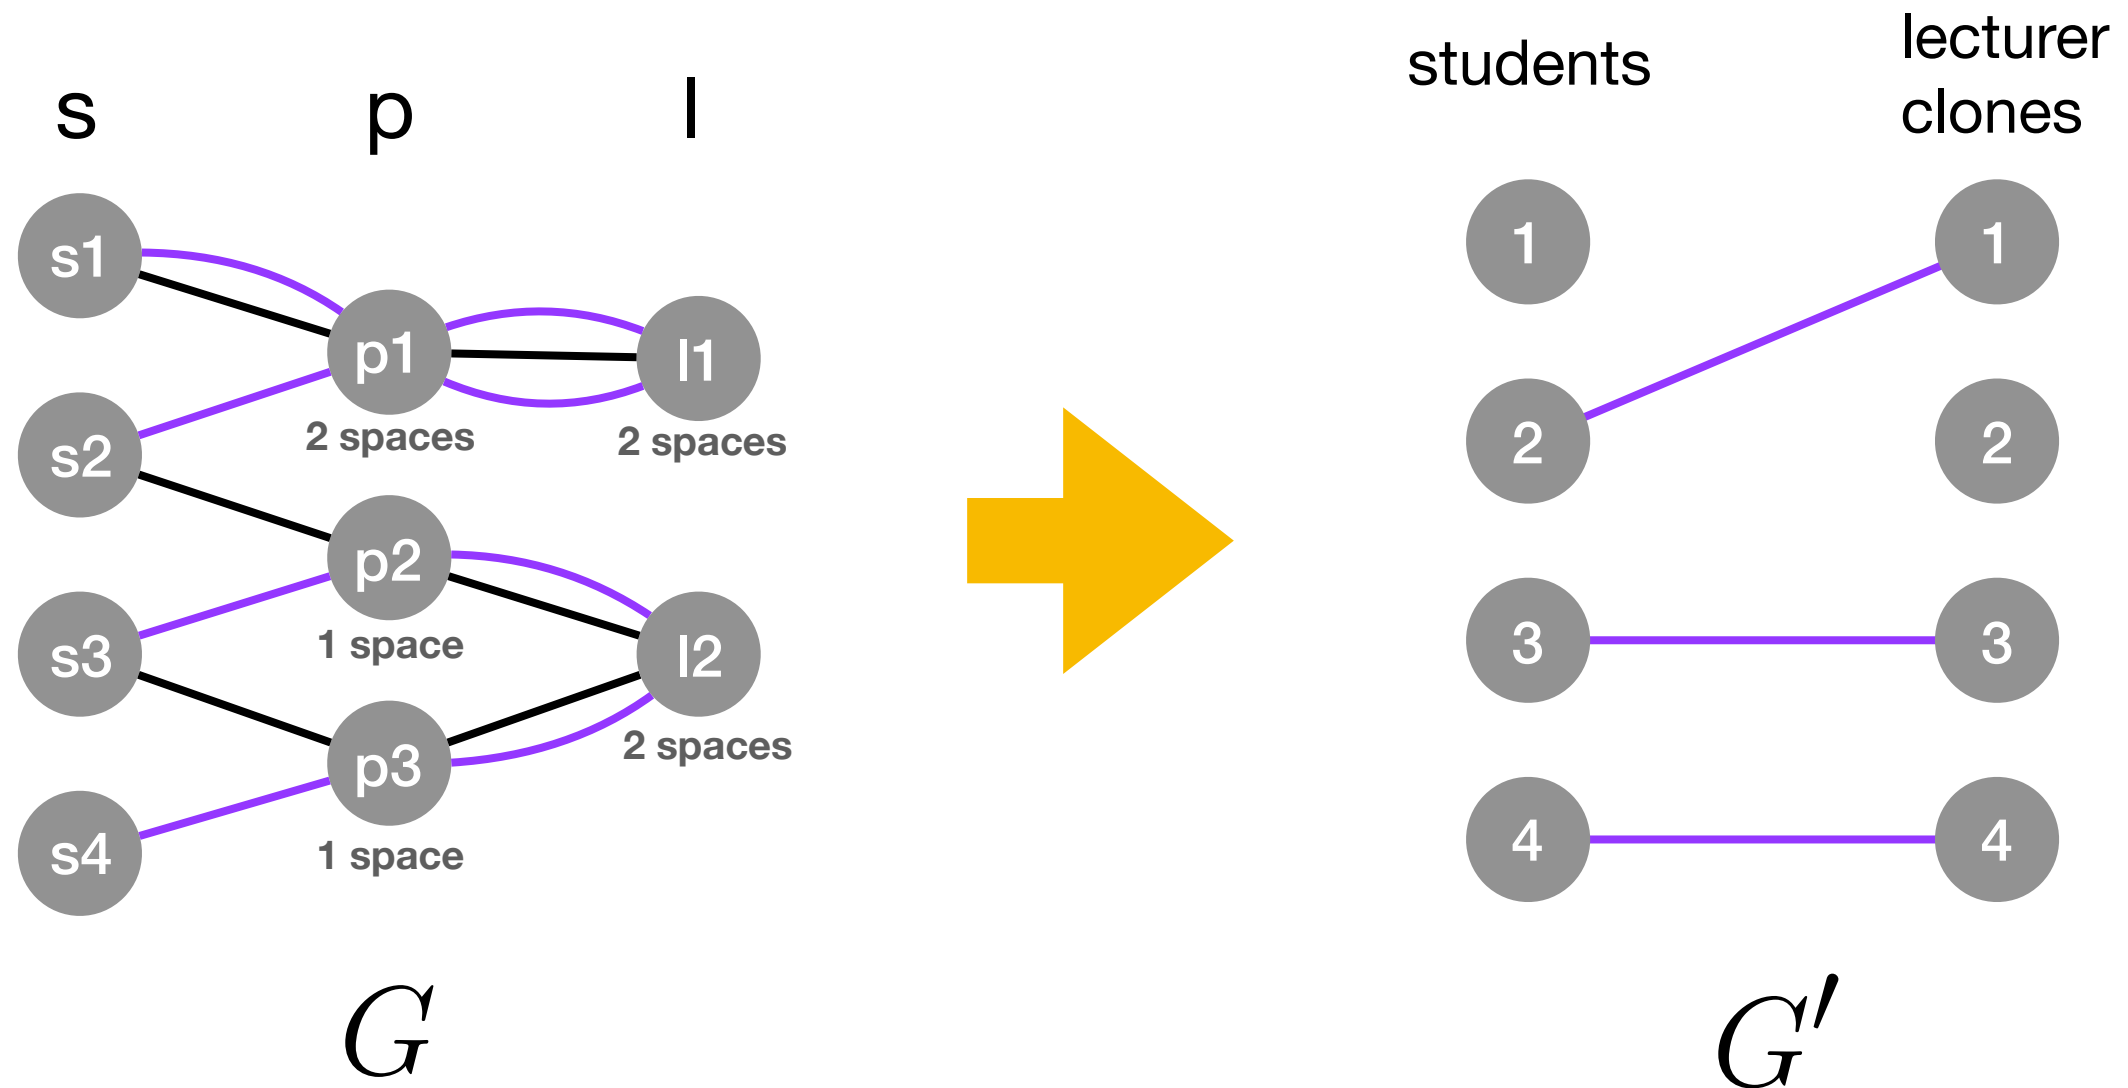 s p l
s1
s2
s3
s4
p1
2 spaces
p2
1 space
p3
1 space
l1
2 spaces
l2
2 spaces
G
students
lecturer
clones
1
2
3
4
1
2
3
4
G′